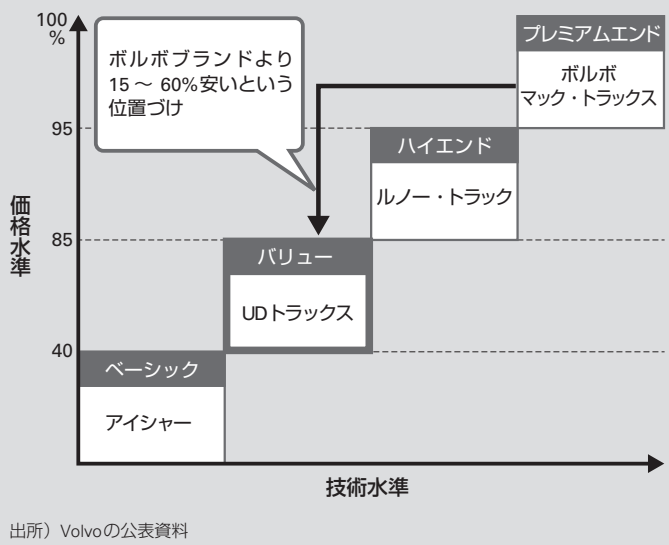 100
%
95
85
40
価格水準
技術水準
ボルボブランドより
15～60%安いという
位置づけ
プレミアムエンド
ボルボ
マック・トラックス
ハイエンド
ルノー・トラック
バリュー
UDトラックス
ベーシック
アイシャー
出所）Volvoの公表資料